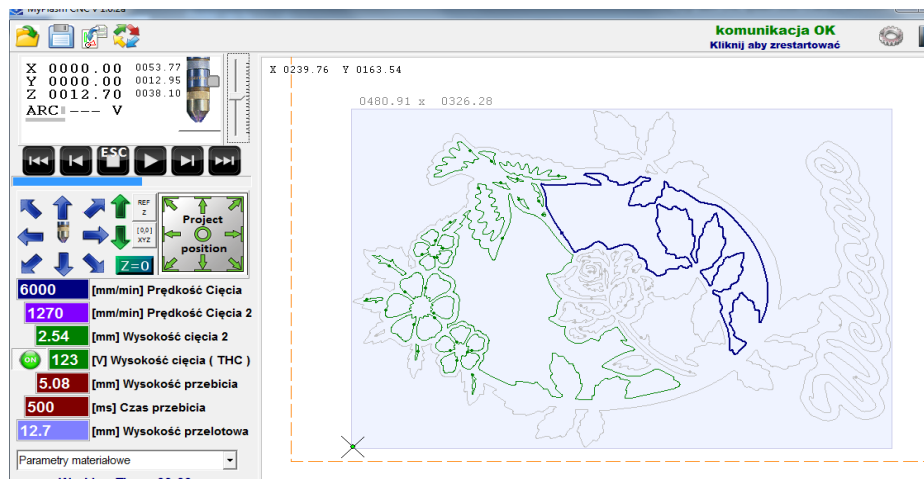 MyPlasm CNC V 1.0.2a
komunikacja OK
Kliknij aby zrestartować
X 0000.00 0053.77
Y 0000.00 0012.95
Z 0012.70 0038.10
ARC --- V
X 0239.76 Y 0163.54
0480.91 x 0326.28
ESC
REF Z
[0,0] XYZ
Z=0
Project position
6000 [mm/min] Prędkość Cięcia
1270 [mm/min] Prędkość Cięcia 2
2.54 [mm] Wysokość cięcia 2
ON 123 [V] Wysokość cięcia ( THC )
5.08 [mm] Wysokość przebicia
500 [ms] Czas przebicia
12.7 [mm] Wysokość przelotowa
Parametry materiałowe
Welcome